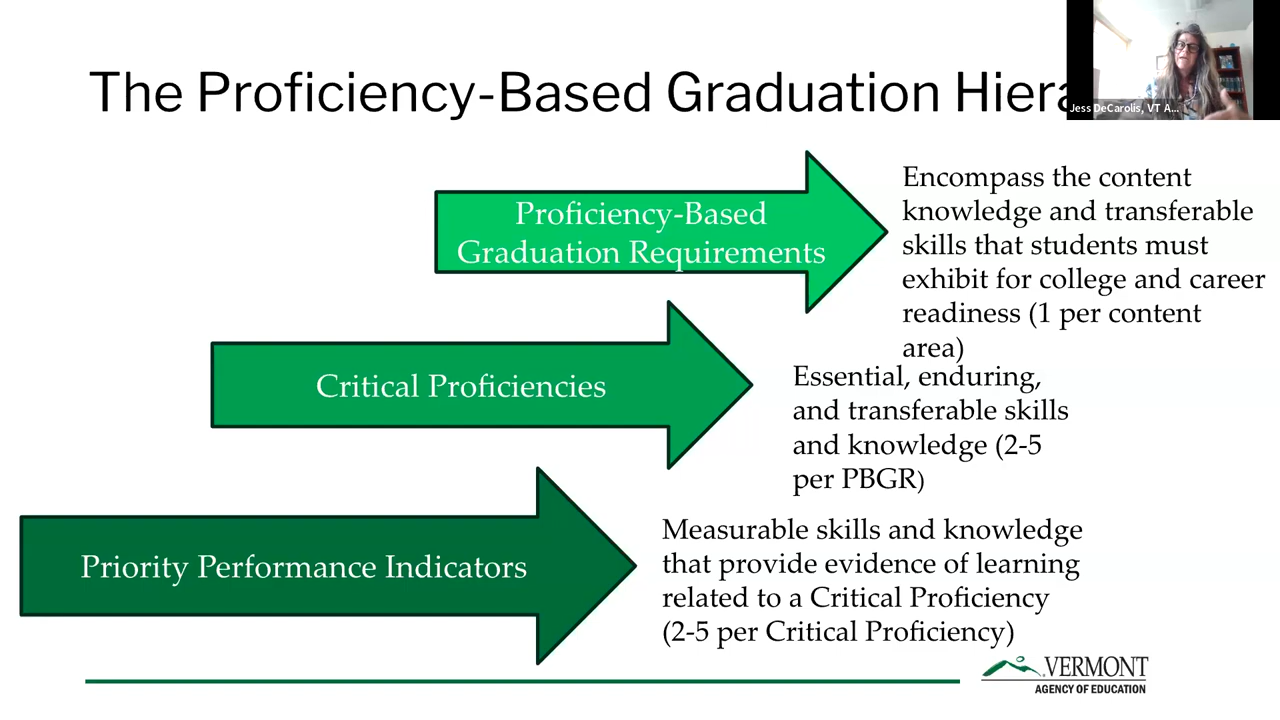 The Proficiency-Based Graduation Hiera
Jess DeCarolis, VT A...
Proficiency-Based
Graduation Requirements
Encompass the content
knowledge and transferable
skills that students must
exhibit for college and career
readiness (1 per content
area)
Critical Proficiencies
Essential, enduring,
and transferable skills
and knowledge (2-5
per PBGR)
Priority Performance Indicators
Measurable skills and knowledge
that provide evidence of learning
related to a Critical Proficiency
(2-5 per Critical Proficiency)
VERMONT
AGENCY OF EDUCATION